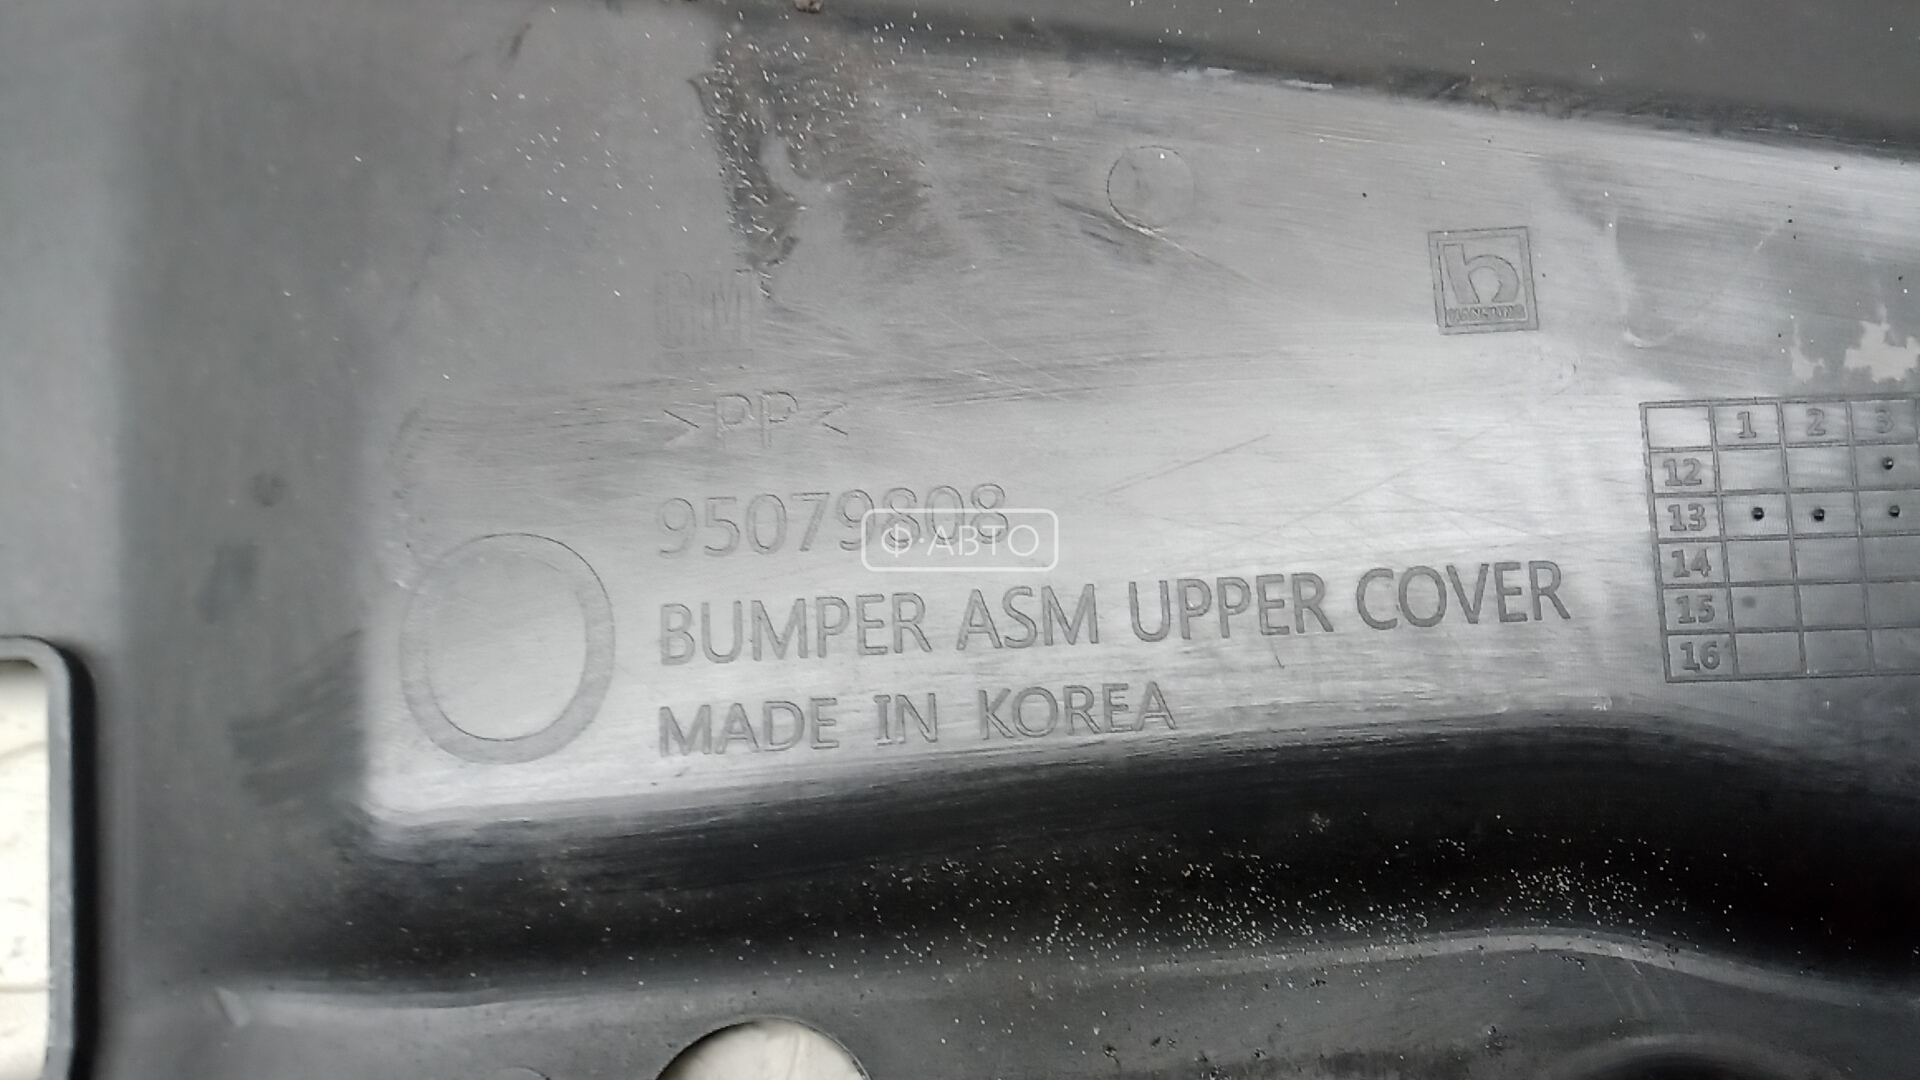 GM
HANSUNG
>PP<
95079808
Ф·АВТО
BUMPER ASM UPPER COVER
MADE IN KOREA
1 2 3
12
13
14
15
16